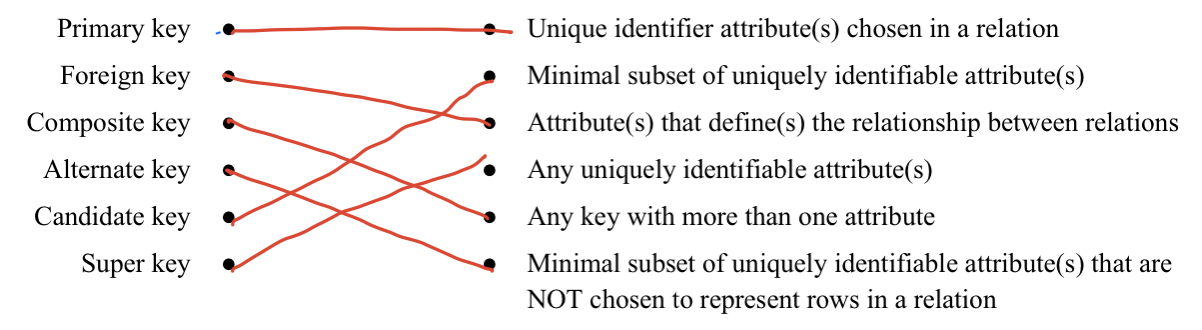 Primary key Unique identifier attribute(s) chosen in a relation
Foreign key Minimal subset of uniquely identifiable attribute(s)
Composite key Attribute(s) that define(s) the relationship between relations
Alternate key Any uniquely identifiable attribute(s)
Candidate key Any key with more than one attribute
Super key Minimal subset of uniquely identifiable attribute(s) that are
NOT chosen to represent rows in a relation